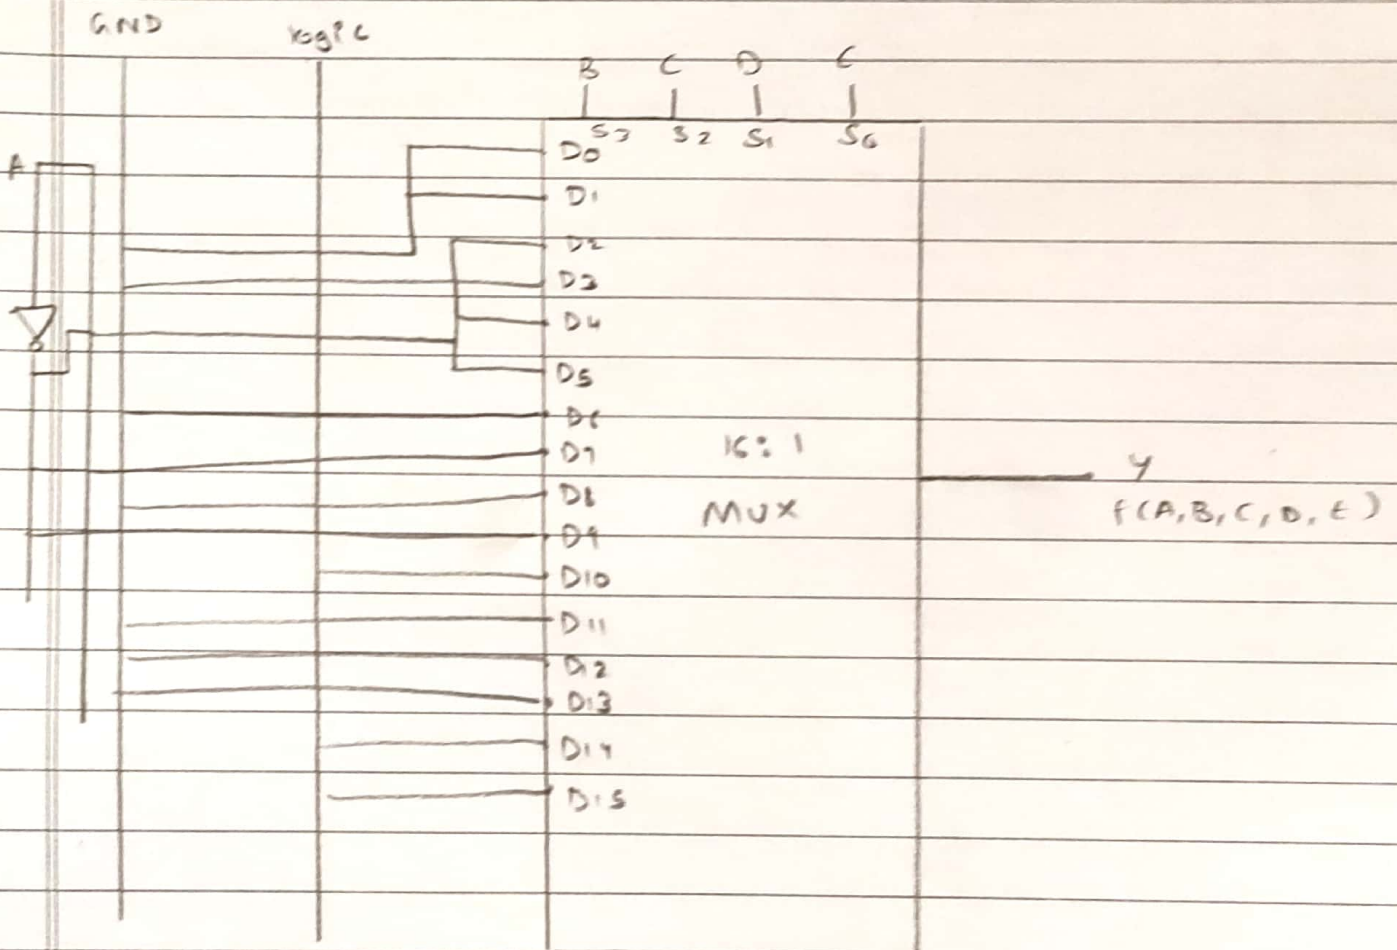 GND
logic
B C D E
S3 S2 S1 S0
A
D0
D1
D2
D3
D4
D5
D6
D7
16:1
MUX
Y
f(A,B,C,D,E)
D8
D9
D10
D11
D12
D13
D14
D15